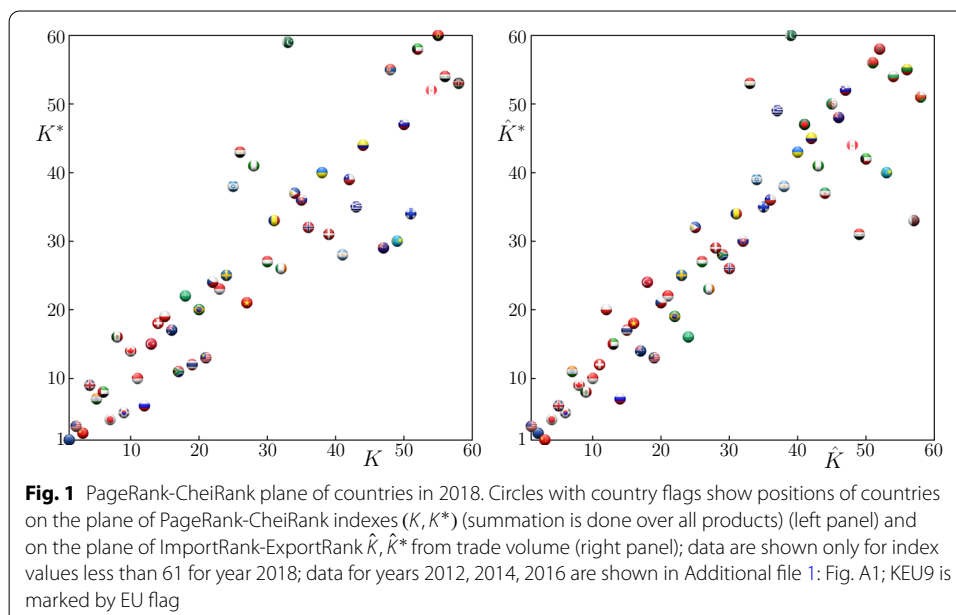 60
50
K*
40
30
20
10
1
10
20
30
K
40
50
60
60
50
K̂*
40
30
20
10
1
10
20
30
40
K̂
50
60
Fig. 1 PageRank-CheiRank plane of countries in 2018. Circles with country flags show positions of countries
on the plane of PageRank-CheiRank indexes (K, K*) (summation is done over all products) (left panel) and
on the plane of ImportRank-ExportRank K̂, K̂* from trade volume (right panel); data are shown only for index
values less than 61 for year 2018; data for years 2012, 2014, 2016 are shown in Additional file 1: Fig. A1; KEU9 is
marked by EU flag